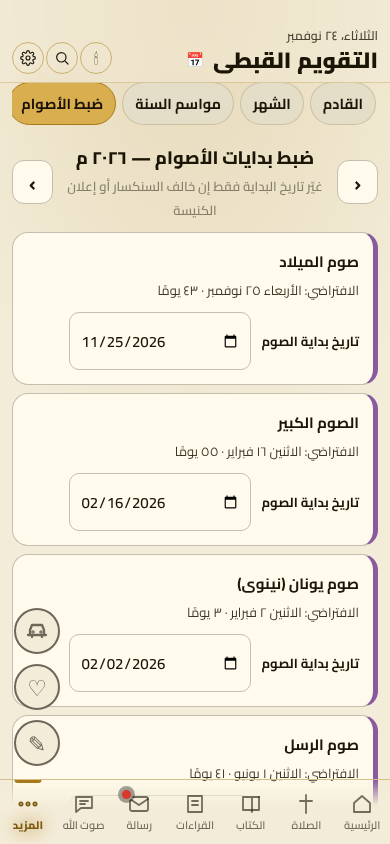 الثلاثاء، ٢٤ نوفمبر
التقويم القبطي 📅
القادم
الشهر
مواسم السنة
ضبط الأصوام
ضبط بدايات الأصوام — ٢٠٢٦ م
غيّر تاريخ البداية فقط إن خالف السنكسار أو إعلان
الكنيسة
صوم الميلاد
الافتراضي: الأربعاء ٢٥ نوفمبر · ٤٣ يومًا
تاريخ بداية الصوم
11/25/2026
الصوم الكبير
الافتراضي: الاثنين ١٦ فبراير · ٥٥ يومًا
تاريخ بداية الصوم
02/16/2026
صوم يونان (نينوى)
الافتراضي: الاثنين ٢ فبراير · ٣ يومًا
تاريخ بداية الصوم
02/02/2026
صوم الرسل
الافتراضي: الاثنين ١ يونيو · ٤١ يومًا
الرئيسية
الصلاة
الكتاب
القراءات
رسالة
صوت الله
المزيد